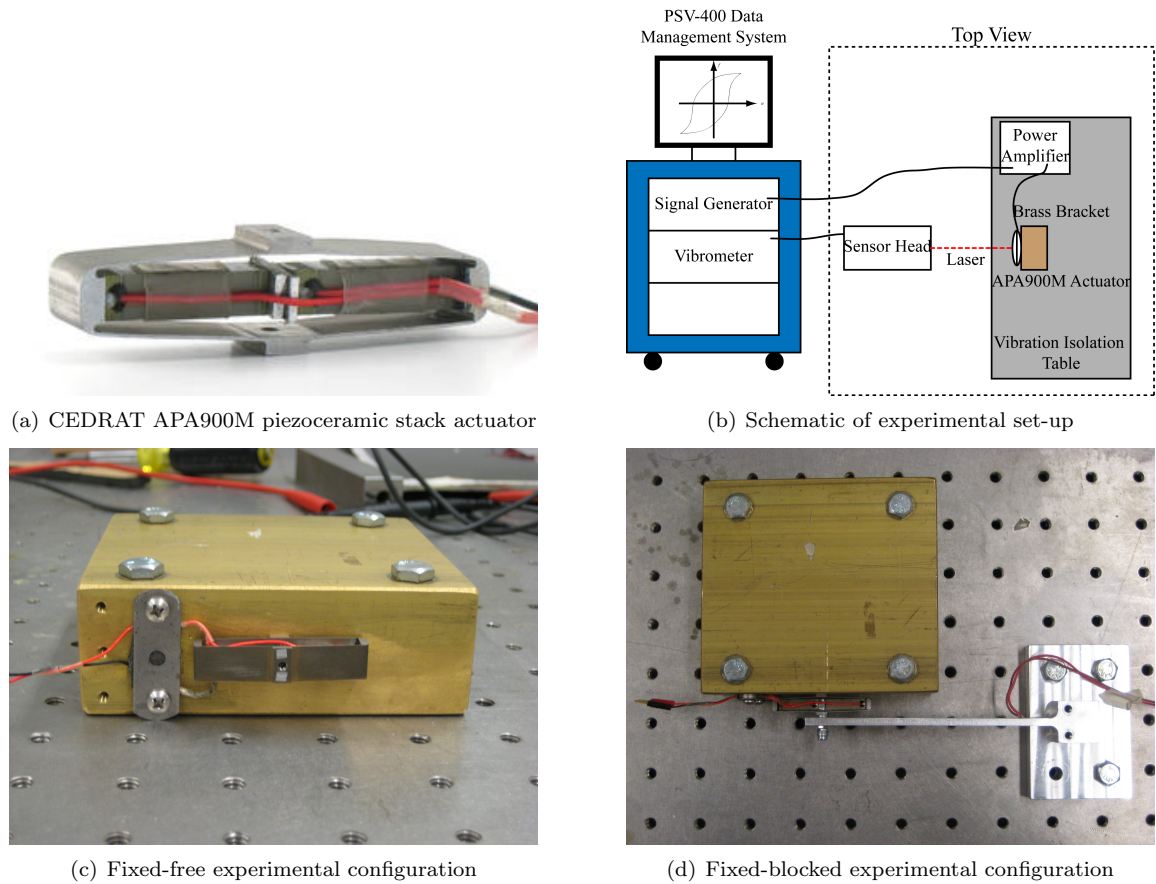 PSV-400 Data
Management System
Top View
Power
Amplifier
Signal Generator
Brass Bracket
Sensor Head
Vibrometer
Laser
APA900M Actuator
Vibration Isolation
Table
(a) CEDRAT APA900M piezoceramic stack actuator
(b) Schematic of experimental set-up
(c) Fixed-free experimental configuration
(d) Fixed-blocked experimental configuration